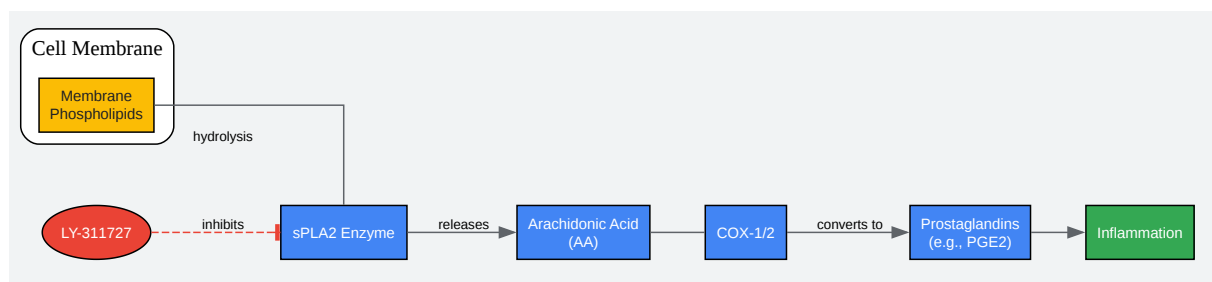 Cell Membrane
Membrane
Phospholipids
hydrolysis
LY-311727
inhibits
sPLA2 Enzyme
releases
Arachidonic Acid
(AA)
COX-1/2
converts to
Prostaglandins
(e.g., PGE2)
Inflammation